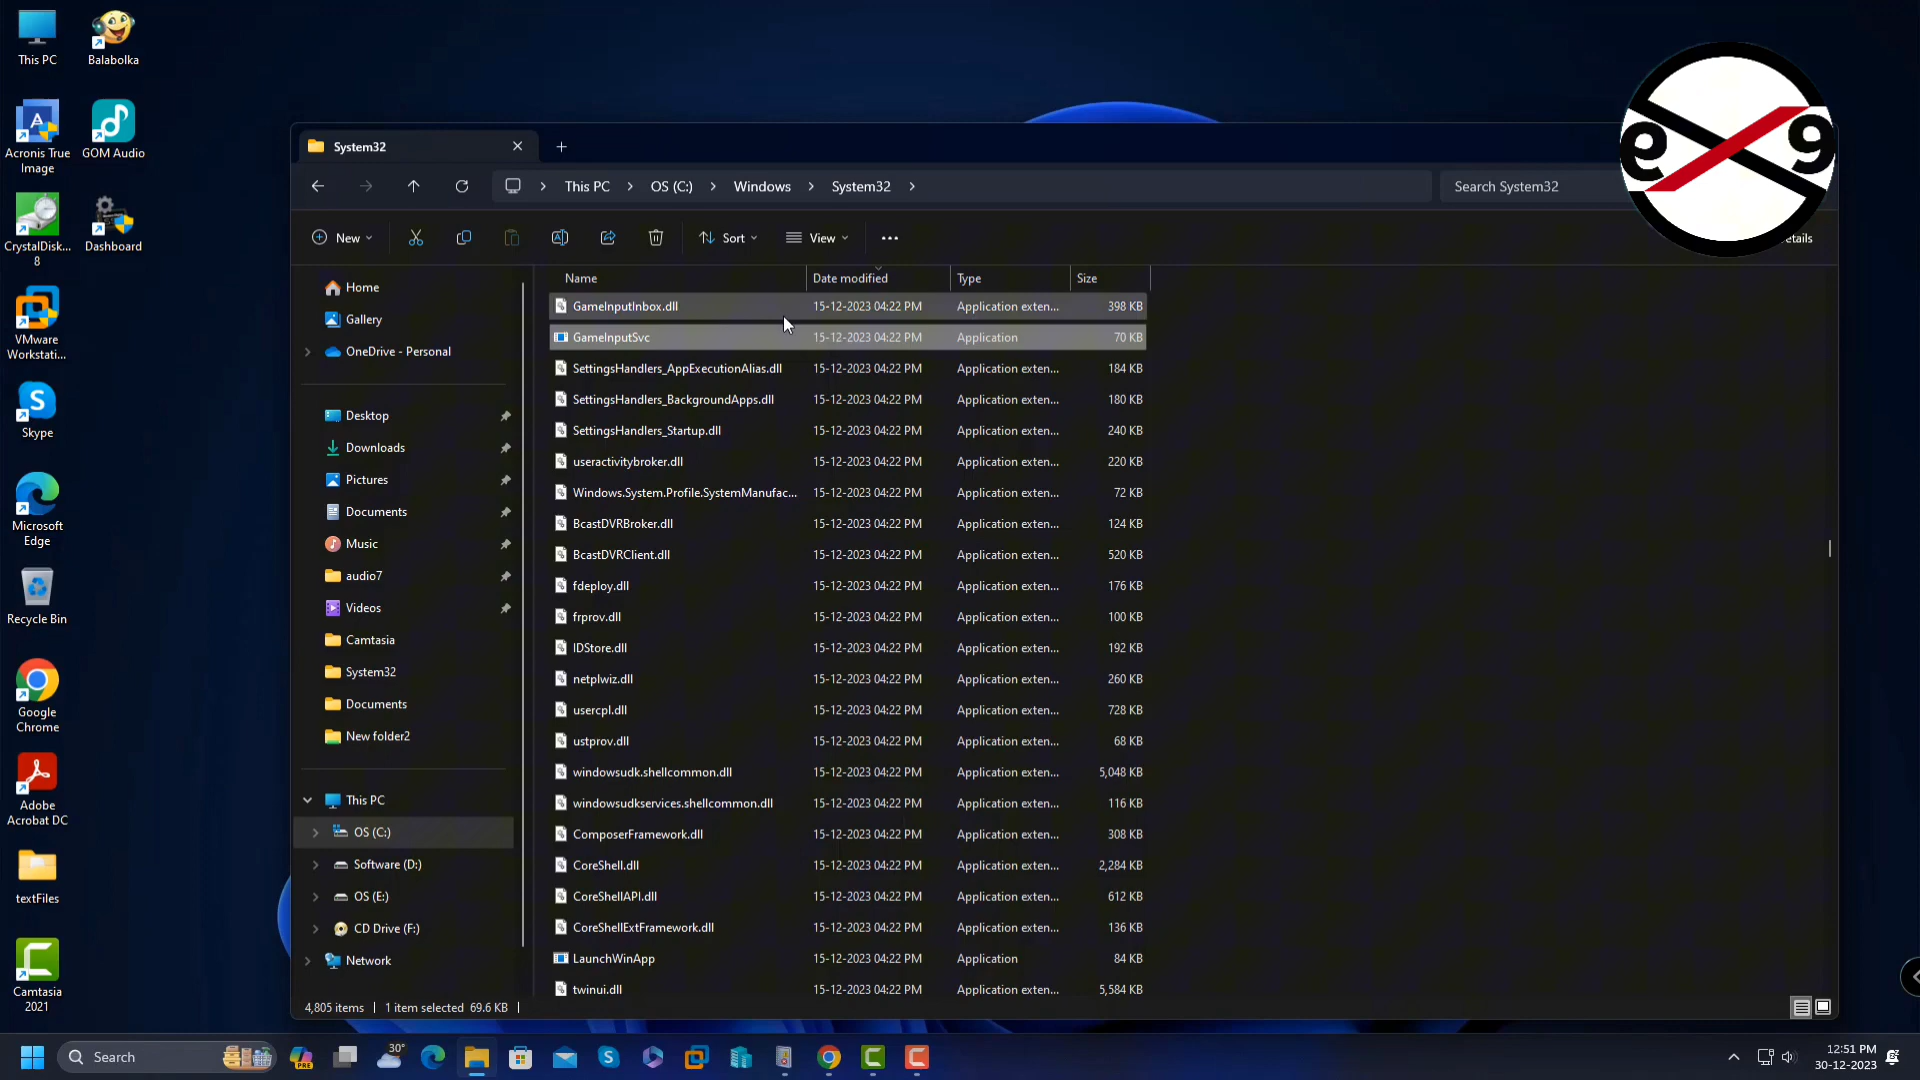 This PC
Balabolka
Acronis True
Image
GOM Audio
CrystalDisk...
8
Dashboard
VMware
Workstati...
Skype
Microsoft
Edge
Recycle Bin
Google
Chrome
Adobe
Acrobat DC
textFiles
Camtasia
2021
System32
This PC
OS (C:)
Windows
System32
Search System32
New
Sort
View
etails
e 9
Home
Gallery
OneDrive - Personal
Desktop
Downloads
Pictures
Documents
Music
audio7
Videos
Camtasia
System32
Documents
New folder2
This PC
OS (C:)
Software (D:)
OS (E:)
CD Drive (F:)
Network
Name Date modified Type Size
GameInputInbox.dll 15-12-2023 04:22 PM Application exten... 398 KB
GameInputSvc 15-12-2023 04:22 PM Application 70 KB
SettingsHandlers_AppExecutionAlias.dll 15-12-2023 04:22 PM Application exten... 184 KB
SettingsHandlers_BackgroundApps.dll 15-12-2023 04:22 PM Application exten... 180 KB
SettingsHandlers_Startup.dll 15-12-2023 04:22 PM Application exten... 240 KB
useractivitybroker.dll 15-12-2023 04:22 PM Application exten... 220 KB
Windows.System.Profile.SystemManufac... 15-12-2023 04:22 PM Application exten... 72 KB
BcastDVRBroker.dll 15-12-2023 04:22 PM Application exten... 124 KB
BcastDVRClient.dll 15-12-2023 04:22 PM Application exten... 520 KB
fdeploy.dll 15-12-2023 04:22 PM Application exten... 176 KB
frprov.dll 15-12-2023 04:22 PM Application exten... 100 KB
IDStore.dll 15-12-2023 04:22 PM Application exten... 192 KB
netplwiz.dll 15-12-2023 04:22 PM Application exten... 260 KB
usercpl.dll 15-12-2023 04:22 PM Application exten... 728 KB
ustprov.dll 15-12-2023 04:22 PM Application exten... 68 KB
windowsudk.shellcommon.dll 15-12-2023 04:22 PM Application exten... 5,048 KB
windowsudkservices.shellcommon.dll 15-12-2023 04:22 PM Application exten... 116 KB
ComposerFramework.dll 15-12-2023 04:22 PM Application exten... 308 KB
CoreShell.dll 15-12-2023 04:22 PM Application exten... 2,284 KB
CoreShellAPI.dll 15-12-2023 04:22 PM Application exten... 612 KB
CoreShellExtFramework.dll 15-12-2023 04:22 PM Application exten... 136 KB
LaunchWinApp 15-12-2023 04:22 PM Application 84 KB
twinui.dll 15-12-2023 04:22 PM Application exten... 5,584 KB
4,805 items 1 item selected 69.6 KB
Search
PRE
30°
12:51 PM
30-12-2023